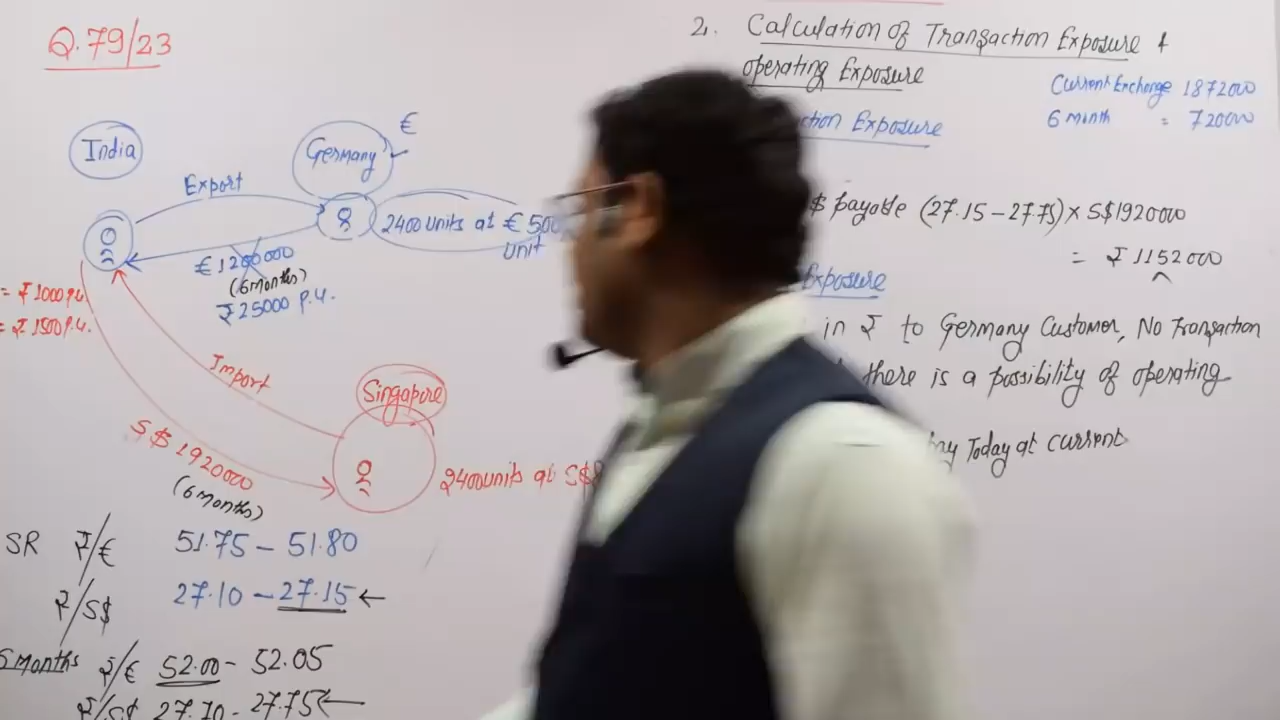 Q.79/23
India
Export
Germany
€
2400 units at € 500
unit
€ 1200000
(6 months)
₹ 25000 P.U.
= ₹ 1000 p.u
= ₹ 1500 p.u.
Import
S$ 1920000
(6 months)
Singapore
2400 units at S$
SR ₹/€ 51.75 – 51.80
₹/S$ 27.10 – 27.15 ←
6 months ₹/€ 52.00 – 52.05
₹/S$ 27.70 – 27.75 ←
2. Calculation of Transaction Exposure &
operating Exposure
Current Exchange 1872000
6 month = 720000
ction Exposure
$ payable (27.15 – 27.75) × S$ 1920000
= ₹ 1152000
Exposure
in ₹ to Germany Customer, No Transaction
there is a possibility of operating
Today at current